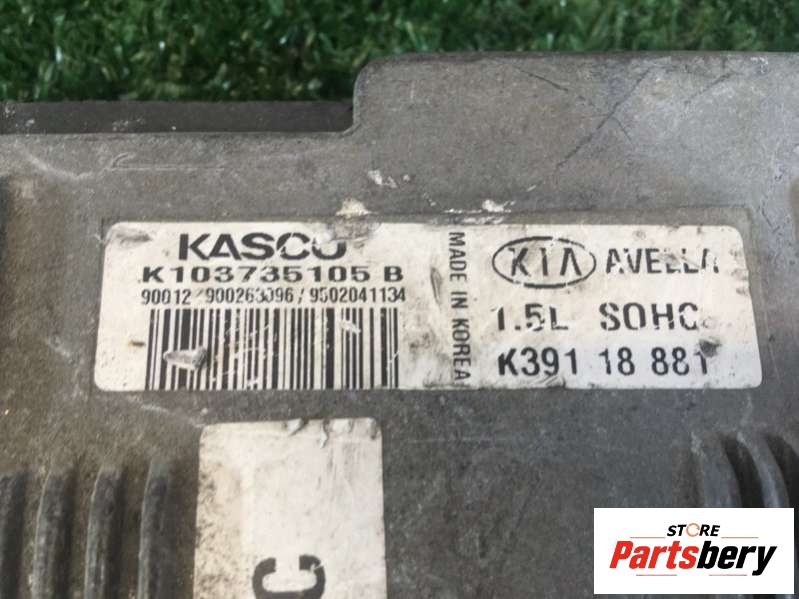 KASCO
K103735105 B
90012 / 900263096 / 9502041134
MADE IN KOREA
KIA AVELLA
1.5L SOHC
K391 18 881
C
STORE
Partsbery